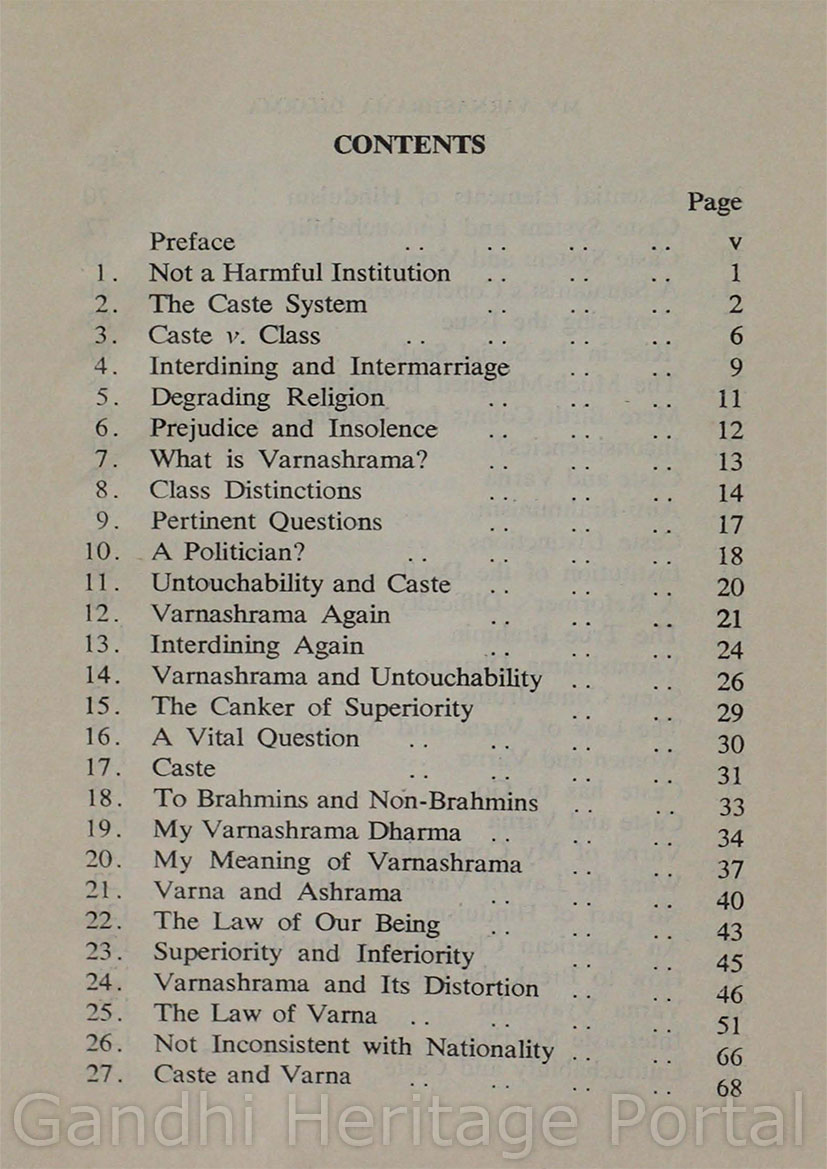 CONTENTS
Page
Preface .. .. .. .. v
1. Not a Harmful Institution .. .. .. 1
2. The Caste System .. .. .. 2
3. Caste v. Class .. .. .. .. 6
4. Interdining and Intermarriage .. .. 9
5. Degrading Religion .. .. .. 11
6. Prejudice and Insolence .. .. .. 12
7. What is Varnashrama? .. .. .. 13
8. Class Distinctions .. .. .. 14
9. Pertinent Questions .. .. .. 17
10. A Politician? .. .. .. .. 18
11. Untouchability and Caste .. .. .. 20
12. Varnashrama Again .. .. .. 21
13. Interdining Again .. .. .. 24
14. Varnashrama and Untouchability .. .. 26
15. The Canker of Superiority .. .. 29
16. A Vital Question .. .. .. .. 30
17. Caste .. .. .. .. 31
18. To Brahmins and Non-Brahmins .. .. 33
19. My Varnashrama Dharma .. .. .. 34
20. My Meaning of Varnashrama .. .. 37
21. Varna and Ashrama .. .. .. 40
22. The Law of Our Being .. .. .. 43
23. Superiority and Inferiority .. .. 45
24. Varnashrama and Its Distortion .. .. 46
25. The Law of Varna .. .. .. .. 51
26. Not Inconsistent with Nationality .. .. 66
27. Caste and Varna .. .. .. .. 68
Gandhi Heritage Portal